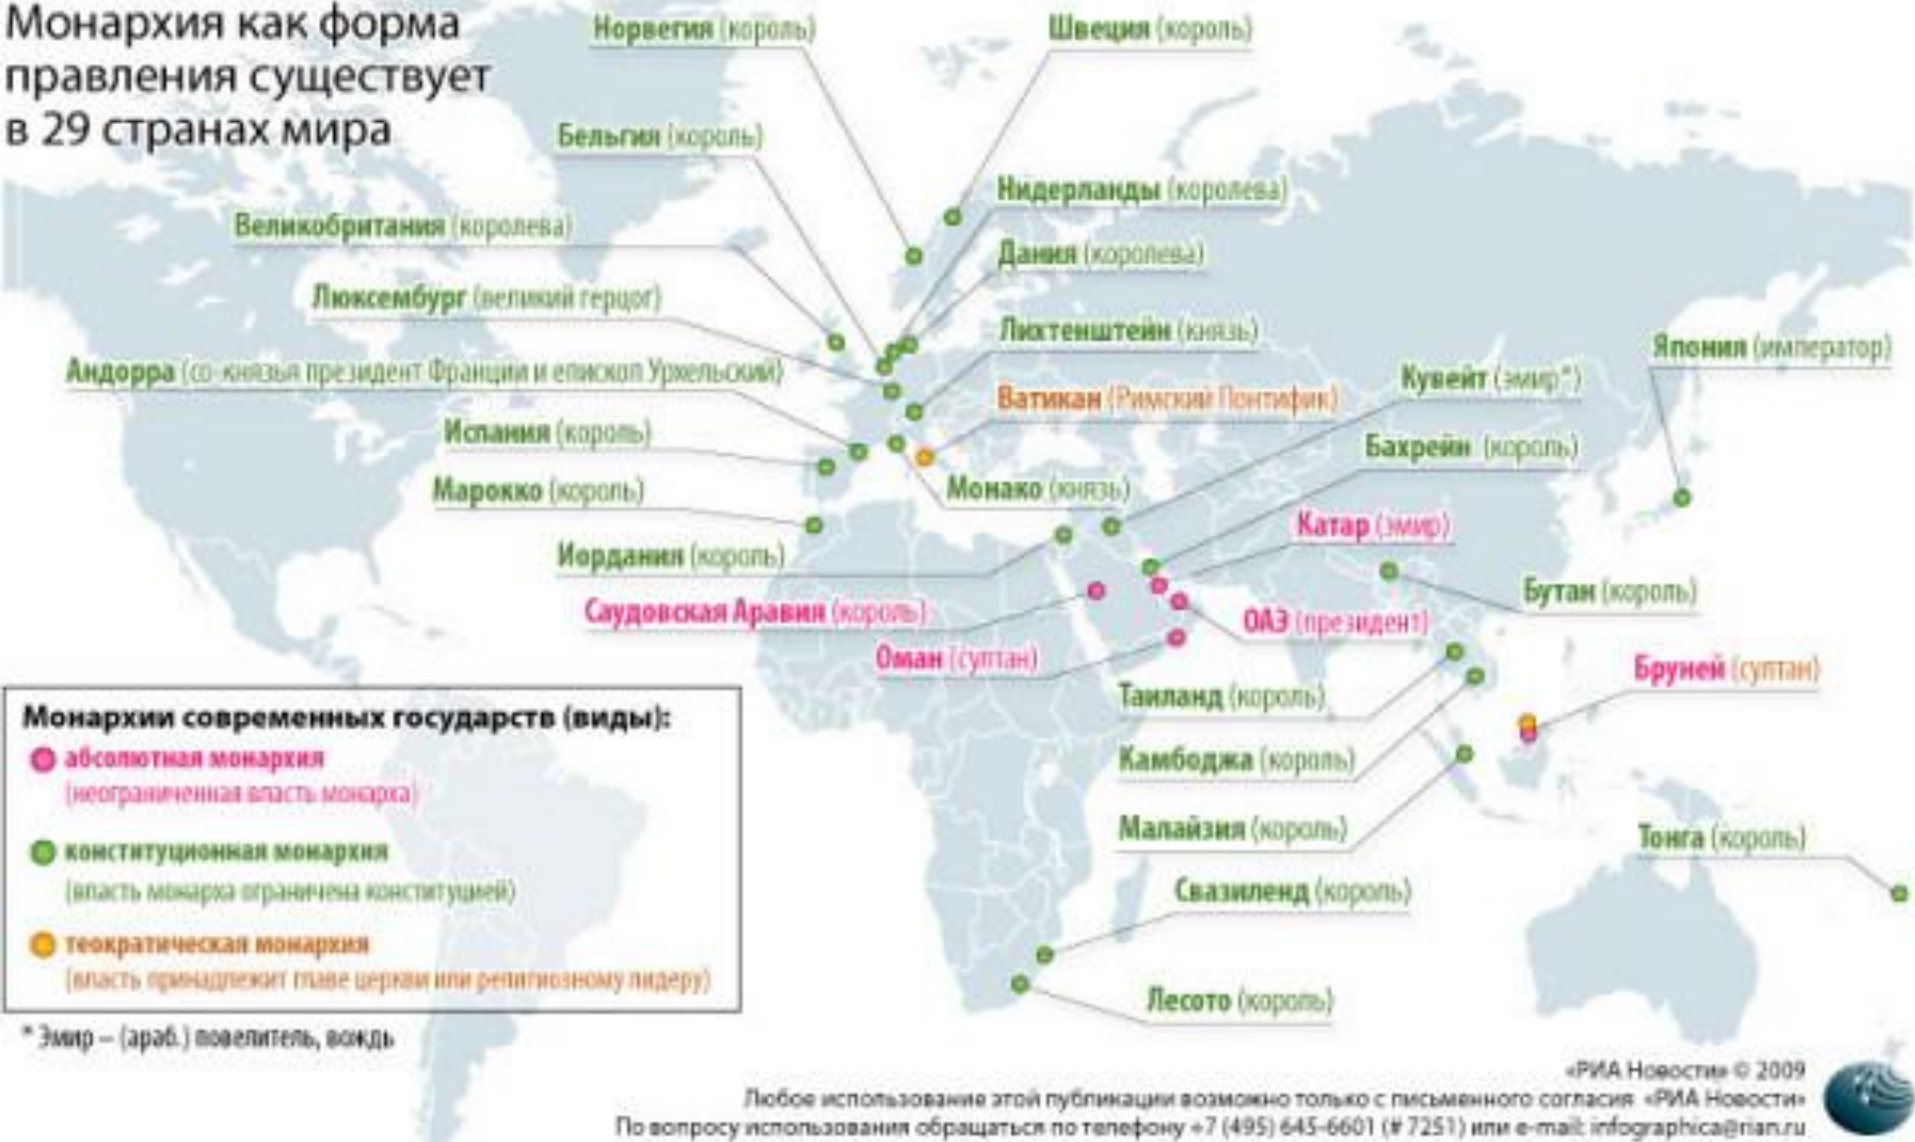 Монархия как форма
правления существует
в 29 странах мира
Норвегия (король)
Швеция (король)
Бельгия (король)
Нидерланды (королева)
Великобритания (королева)
Дания (королева)
Люксембург (великий герцог)
Лихтенштейн (князь)
Япония (император)
Андорра (со-князья президент Франции и епископ Урхельский)
Кувейт (эмир*)
Ватикан (Римский Понтифик)
Испания (король)
Бахрейн (король)
Марокко (король)
Монако (князь)
Катар (эмир)
Иордания (король)
Бутан (король)
Саудовская Аравия (король)
ОАЭ (президент)
Оман (султан)
Бруней (султан)
Таиланд (король)
Камбоджа (король)
Малайзия (король)
Тонга (король)
Свазиленд (король)
Лесото (король)
Монархии современных государств (виды):
абсолютная монархия
(неограниченная власть монарха)
конституционная монархия
(власть монарха ограничена конституцией)
теократическая монархия
(власть принадлежит главе церкви или религиозному лидеру)
* Эмир – (араб.) повелитель, вождь
«РИА Новости» © 2009
Любое использование этой публикации возможно только с письменного согласия «РИА Новости»
По вопросу использования обращаться по телефону +7 (495) 645-6601 (# 7251) или e-mail: infographica@rian.ru